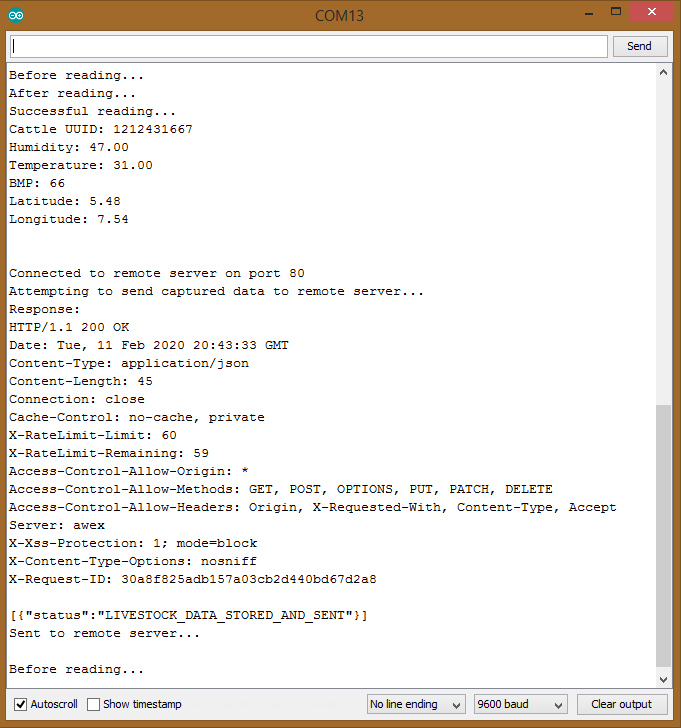 COM13
Send
Before reading...
After reading...
Successful reading...
Cattle UUID: 1212431667
Humidity: 47.00
Temperature: 31.00
BMP: 66
Latitude: 5.48
Longitude: 7.54
Connected to remote server on port 80
Attempting to send captured data to remote server...
Response:
HTTP/1.1 200 OK
Date: Tue, 11 Feb 2020 20:43:33 GMT
Content-Type: application/json
Content-Length: 45
Connection: close
Cache-Control: no-cache, private
X-RateLimit-Limit: 60
X-RateLimit-Remaining: 59
Access-Control-Allow-Origin: *
Access-Control-Allow-Methods: GET, POST, OPTIONS, PUT, PATCH, DELETE
Access-Control-Allow-Headers: Origin, X-Requested-With, Content-Type, Accept
Server: awex
X-Xss-Protection: 1; mode=block
X-Content-Type-Options: nosniff
X-Request-ID: 30a8f825adb157a03cb2d440bd67d2a8
[{"status":"LIVESTOCK_DATA_STORED_AND_SENT"}]
Sent to remote server...
Before reading...
Autoscroll Show timestamp No line ending 9600 baud Clear output